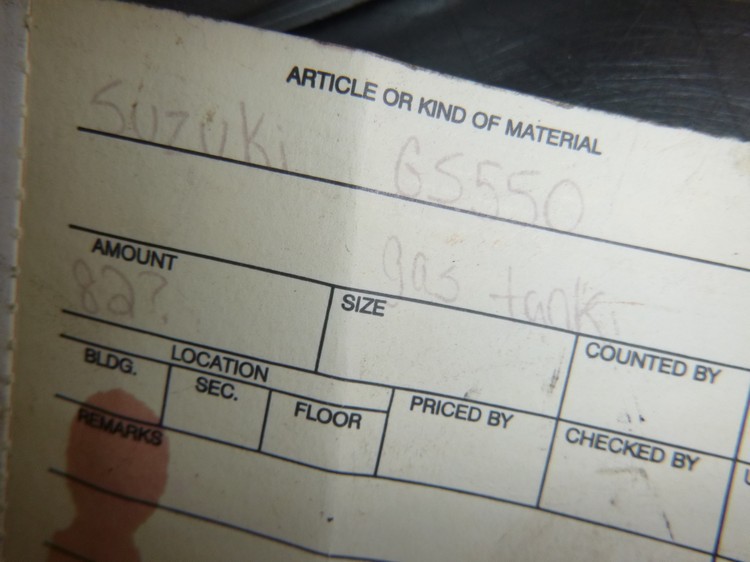 ARTICLE OR KIND OF MATERIAL
Suzuki GS550
gas tank
AMOUNT
82?
SIZE
COUNTED BY
LOCATION
BLDG. SEC. FLOOR
PRICED BY
CHECKED BY
REMARKS